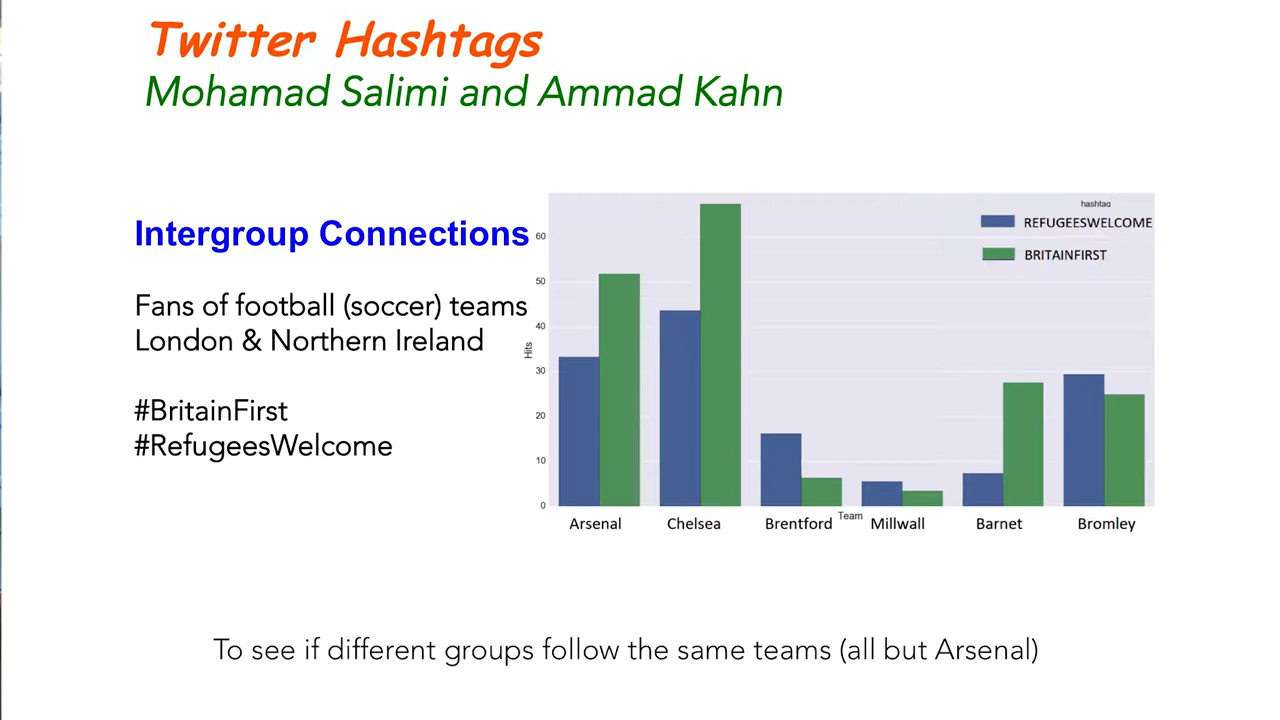 Twitter Hashtags
Mohamad Salimi and Ammad Kahn
Intergroup Connections
Fans of football (soccer) teams
London & Northern Ireland
#BritainFirst
#RefugeesWelcome
hashtag
REFUGEESWELCOME
BRITAINFIRST
Hits
60
50
40
30
20
10
0
Arsenal
Chelsea
Brentford
Team
Millwall
Barnet
Bromley
To see if different groups follow the same teams (all but Arsenal)